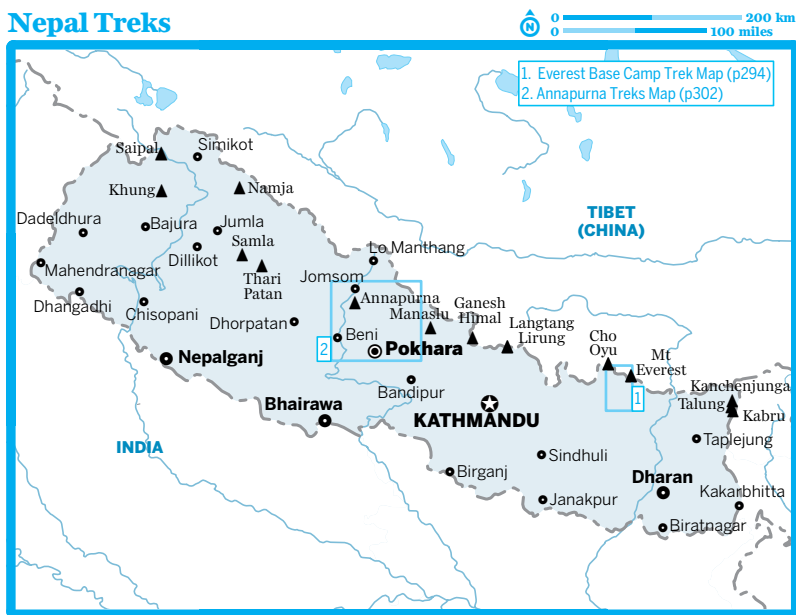 Nepal Treks
N
0 200 km
0 100 miles
1. Everest Base Camp Trek Map (p294)
2. Annapurna Treks Map (p302)
Saipal
Simikot
Khung
Namja
Dadeldhura
Bajura
Jumla
TIBET
(CHINA)
Samla
Dillikot
Lo Manthang
Mahendranagar
Thari
Patan
Jomsom
Dhangadhi
Chisopani
Annapurna
Manaslu
Ganesh
Himal
Langtang
Lirung
Dhorpatan
Beni
2
Pokhara
Cho
Oyu
Mt
Everest
Nepalganj
Bandipur
Kanchenjunga
1
Talung
Kabru
Bhairawa
KATHMANDU
INDIA
Taplejung
Sindhuli
Birganj
Dharan
Janakpur
Kakarbhitta
Biratnagar